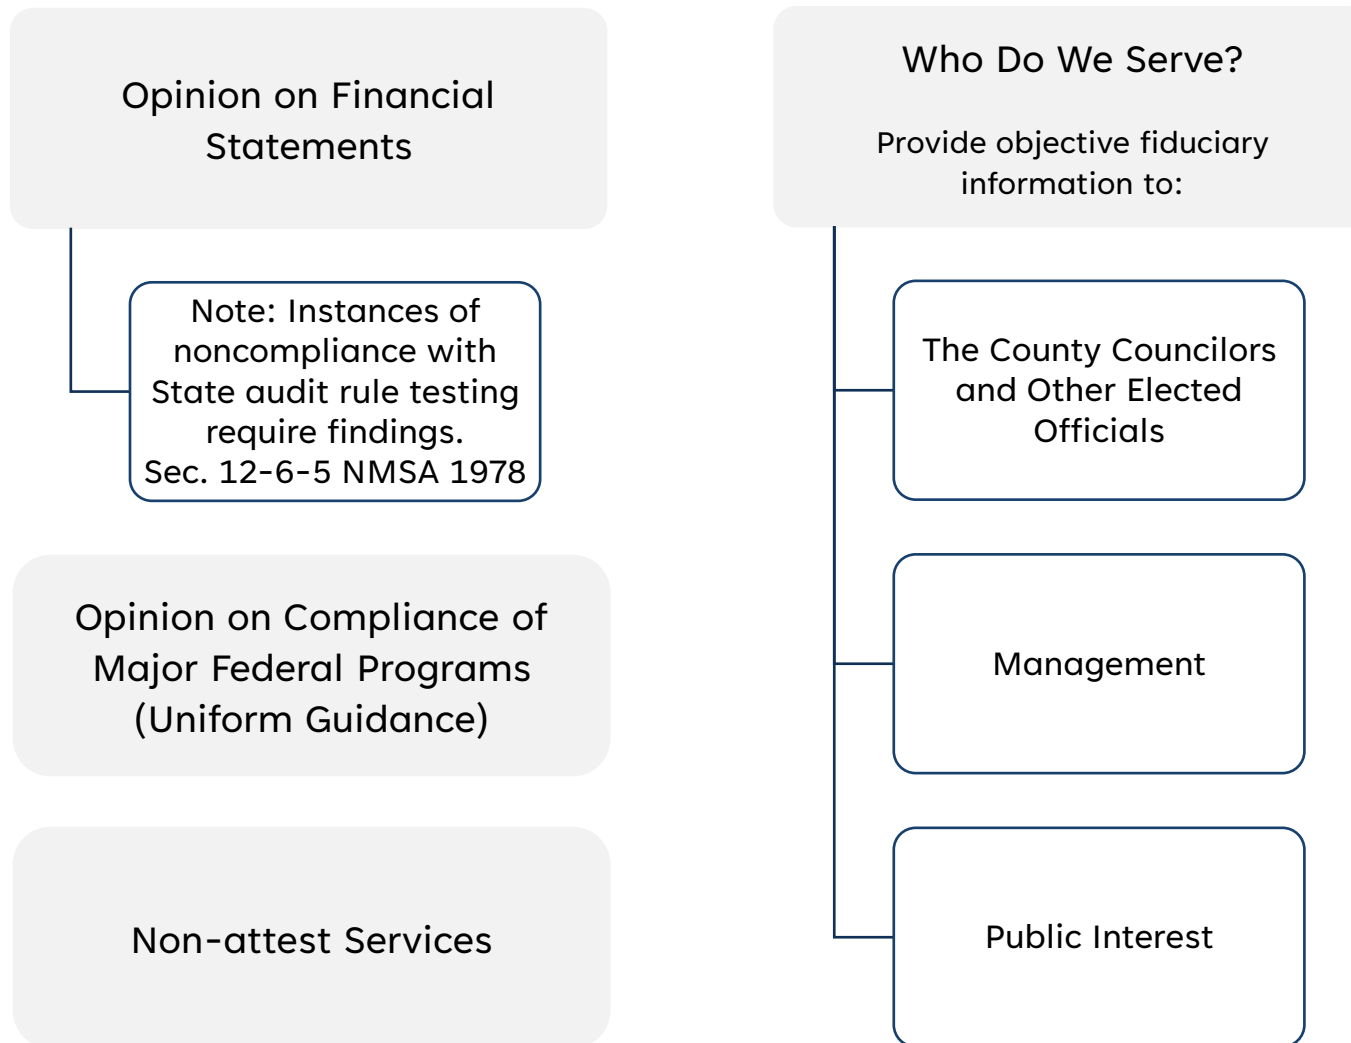 Opinion on Financial
Statements
Note: Instances of
noncompliance with
State audit rule testing
require findings.
Sec. 12-6-5 NMSA 1978
Opinion on Compliance of
Major Federal Programs
(Uniform Guidance)
Non-attest Services
Who Do We Serve?
Provide objective fiduciary
information to:
The County Councilors
and Other Elected
Officials
Management
Public Interest